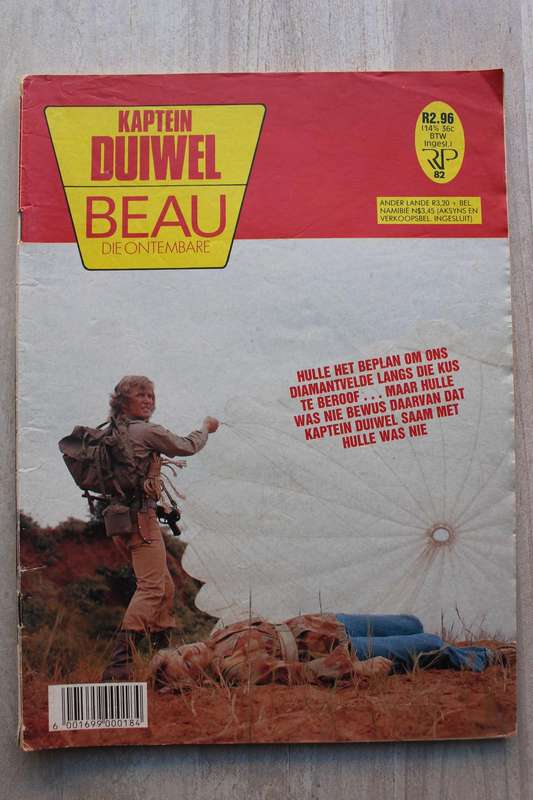 KAPTEIN
DUIWEL
BEAU
DIE ONTEMBARE
R2.96
(14% 36c
BTW
Ingesl.)
RP
82
ANDER LANDE R3,20 + BEL.
NAMIBIË N$3,45 (AKSYNS EN
VERKOOPSBEL. INGESLUIT)
HULLE HET BEPLAN OM ONS
DIAMANTVELDE LANGS DIE KUS
TE BEROOF . . . MAAR HULLE
WAS NIE BEWUS DAARVAN DAT
KAPTEIN DUIWEL SAAM MET
HULLE WAS NIE
6 001699 000184